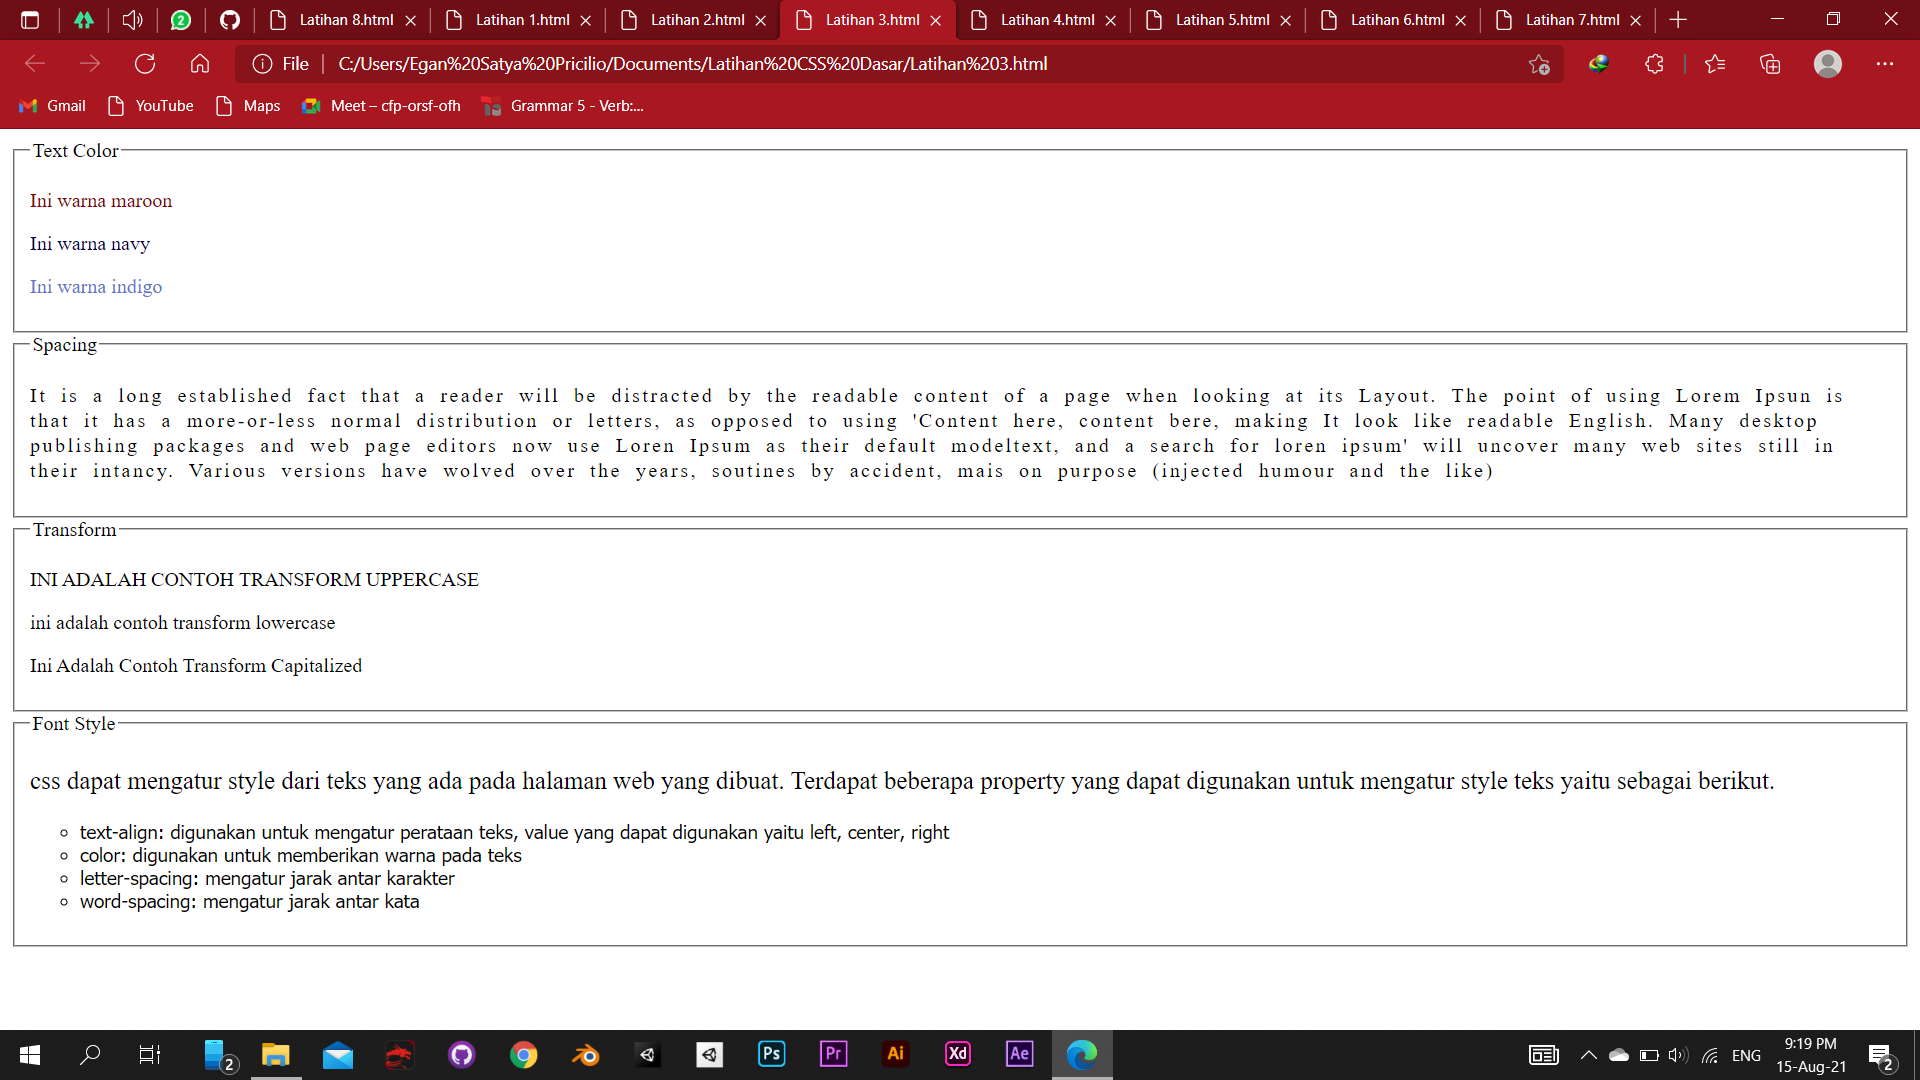 Latihan 8.html
Latihan 1.html
Latihan 2.html
Latihan 3.html
Latihan 4.html
Latihan 5.html
Latihan 6.html
Latihan 7.html
2
File
C:/Users/Egan%20Satya%20Pricilio/Documents/Latihan%20CSS%20Dasar/Latihan%203.html
Gmail
YouTube
Maps
Meet – cfp-orsf-ofh
Grammar 5 - Verb:...
Text Color
Ini warna maroon
Ini warna navy
Ini warna indigo
Spacing
It is a long established fact that a reader will be distracted by the readable content of a page when looking at its Layout. The point of using Lorem Ipsun is
that it has a more-or-less normal distribution or letters, as opposed to using 'Content here, content bere, making It look like readable English. Many desktop
publishing packages and web page editors now use Loren Ipsum as their default modeltext, and a search for loren ipsum' will uncover many web sites still in
their intancy. Various versions have wolved over the years, soutines by accident, mais on purpose (injected humour and the like)
Transform
INI ADALAH CONTOH TRANSFORM UPPERCASE
ini adalah contoh transform lowercase
Ini Adalah Contoh Transform Capitalized
Font Style
css dapat mengatur style dari teks yang ada pada halaman web yang dibuat. Terdapat beberapa property yang dapat digunakan untuk mengatur style teks yaitu sebagai berikut.
text-align: digunakan untuk mengatur perataan teks, value yang dapat digunakan yaitu left, center, right
color: digunakan untuk memberikan warna pada teks
letter-spacing: mengatur jarak antar karakter
word-spacing: mengatur jarak antar kata
2
Ps
Pr
Ai
Xd
Ae
ENG
9:19 PM
15-Aug-21
2